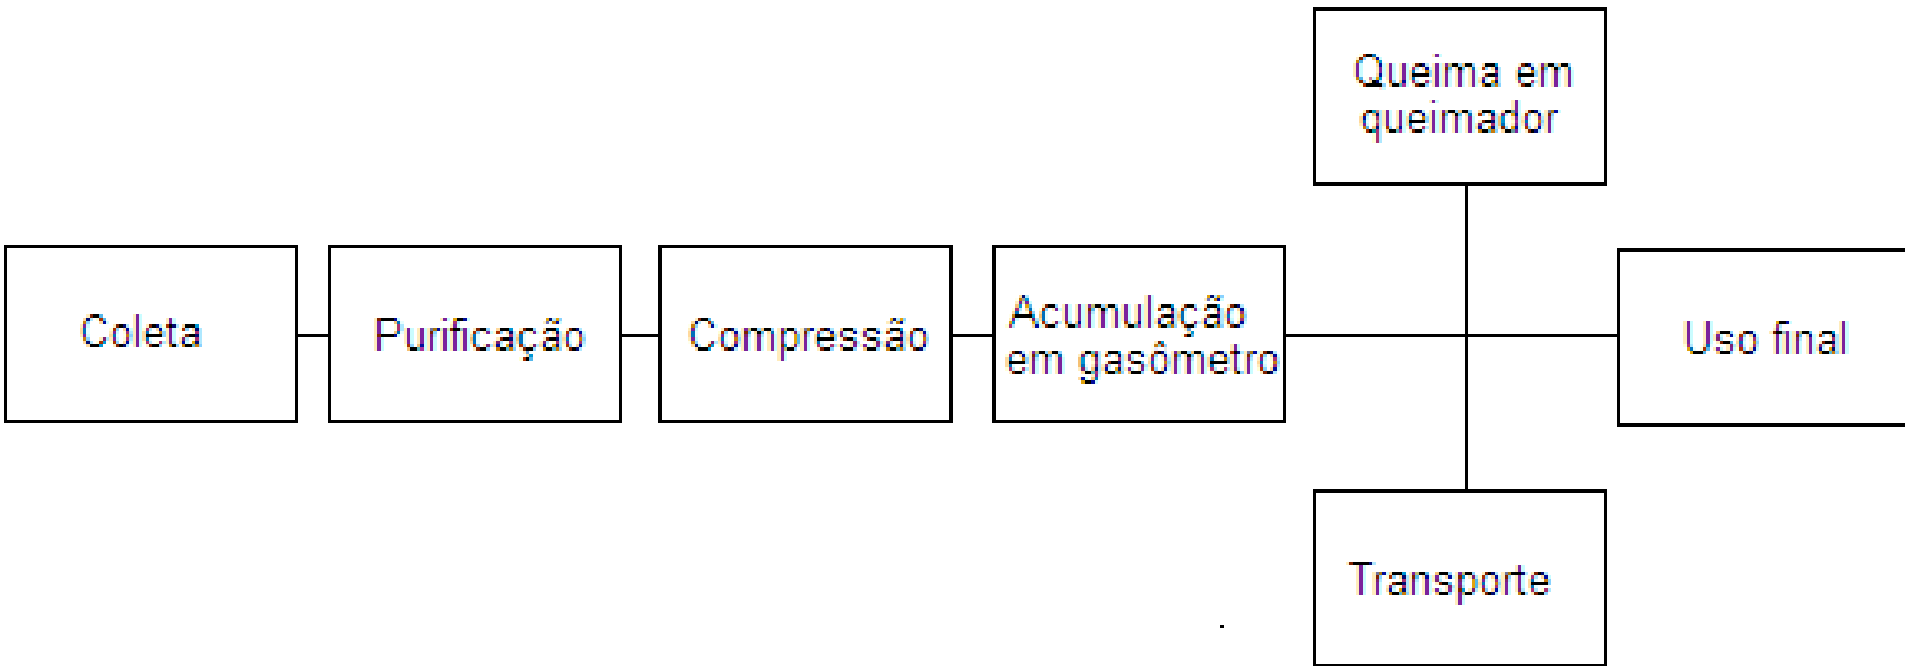 Queima em
queimador
Coleta
Purificação
Compressão
Acumulação
em gasômetro
Uso final
Transporte